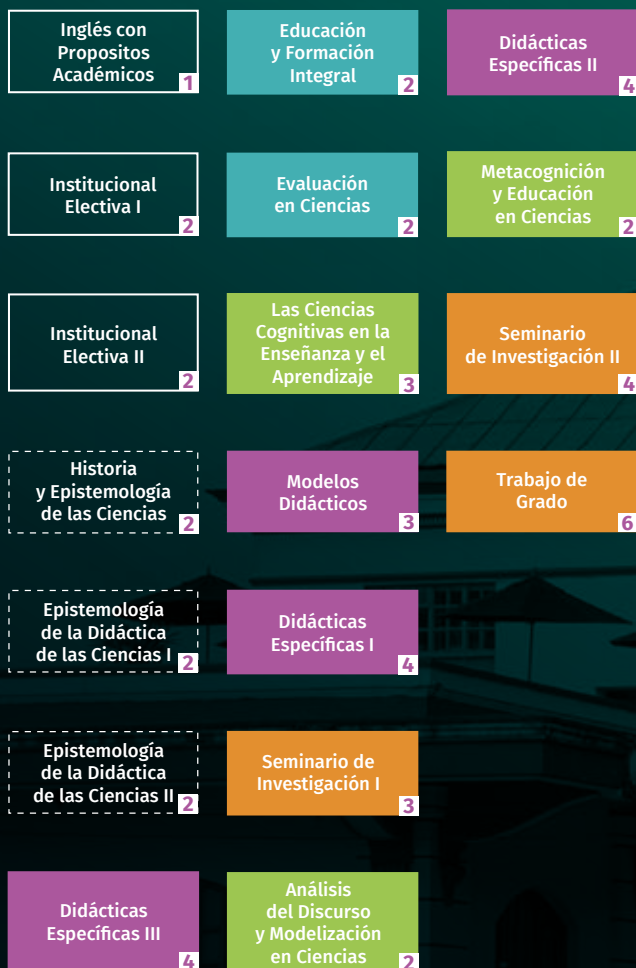 Inglés con
Propositos
Académicos
1
Educación
y Formación
Integral
2
Didácticas
Específicas II
4
Institucional
Electiva I
2
Evaluación
en Ciencias
2
Metacognición
y Educación
en Ciencias
2
Institucional
Electiva II
2
Las Ciencias
Cognitivas en la
Enseñanza y el
Aprendizaje
3
Seminario
de Investigación II
4
Historia
y Epistemología
de las Ciencias
2
Modelos
Didácticos
3
Trabajo de
Grado
6
Epistemología
de la Didáctica
de las Ciencias I
2
Didácticas
Específicas I
4
Epistemología
de la Didáctica
de las Ciencias II
2
Seminario de
Investigación I
3
Didácticas
Específicas III
4
Análisis
del Discurso
y Modelización
en Ciencias
2